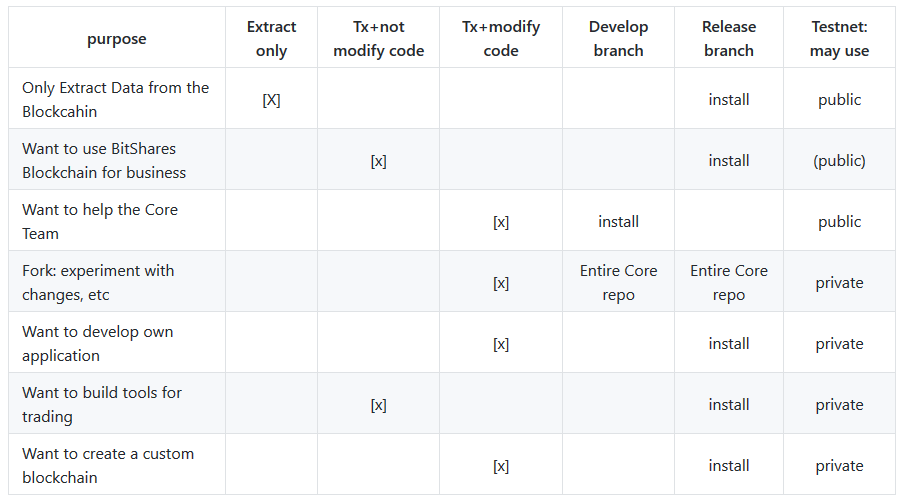 purpose
Extract only
Tx+not modify code
Tx+modify code
Develop branch
Release branch
Testnet: may use
Only Extract Data from the
Blockcahin
[X]
install
public
Want to use BitShares
Blockchain for business
[x]
install
(public)
Want to help the Core
Team
[x]
install
public
Fork: experiment with
changes, etc
[x]
Entire Core
repo
Entire Core
repo
private
Want to develop own
application
[x]
install
private
Want to build tools for
trading
[x]
install
private
Want to create a custom
blockchain
[x]
install
private